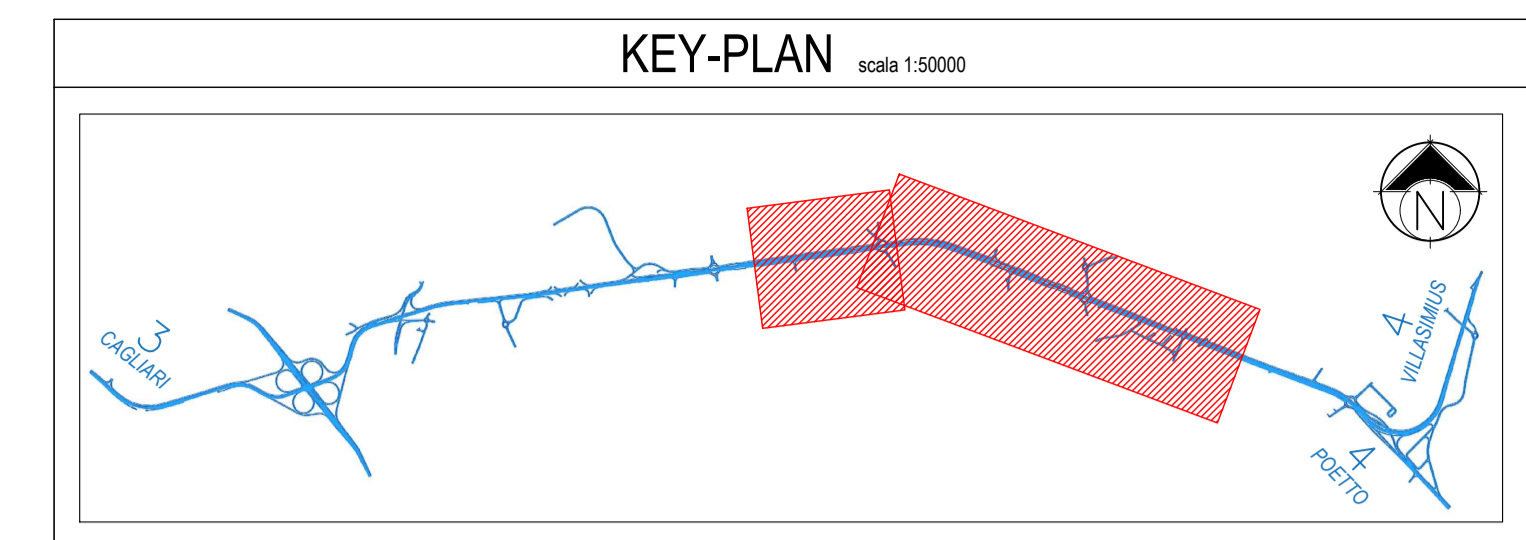 KEY-PLAN scala 1:50000
N
3
CAGLIARI
4
VILLASIMIUS
4
POETTO